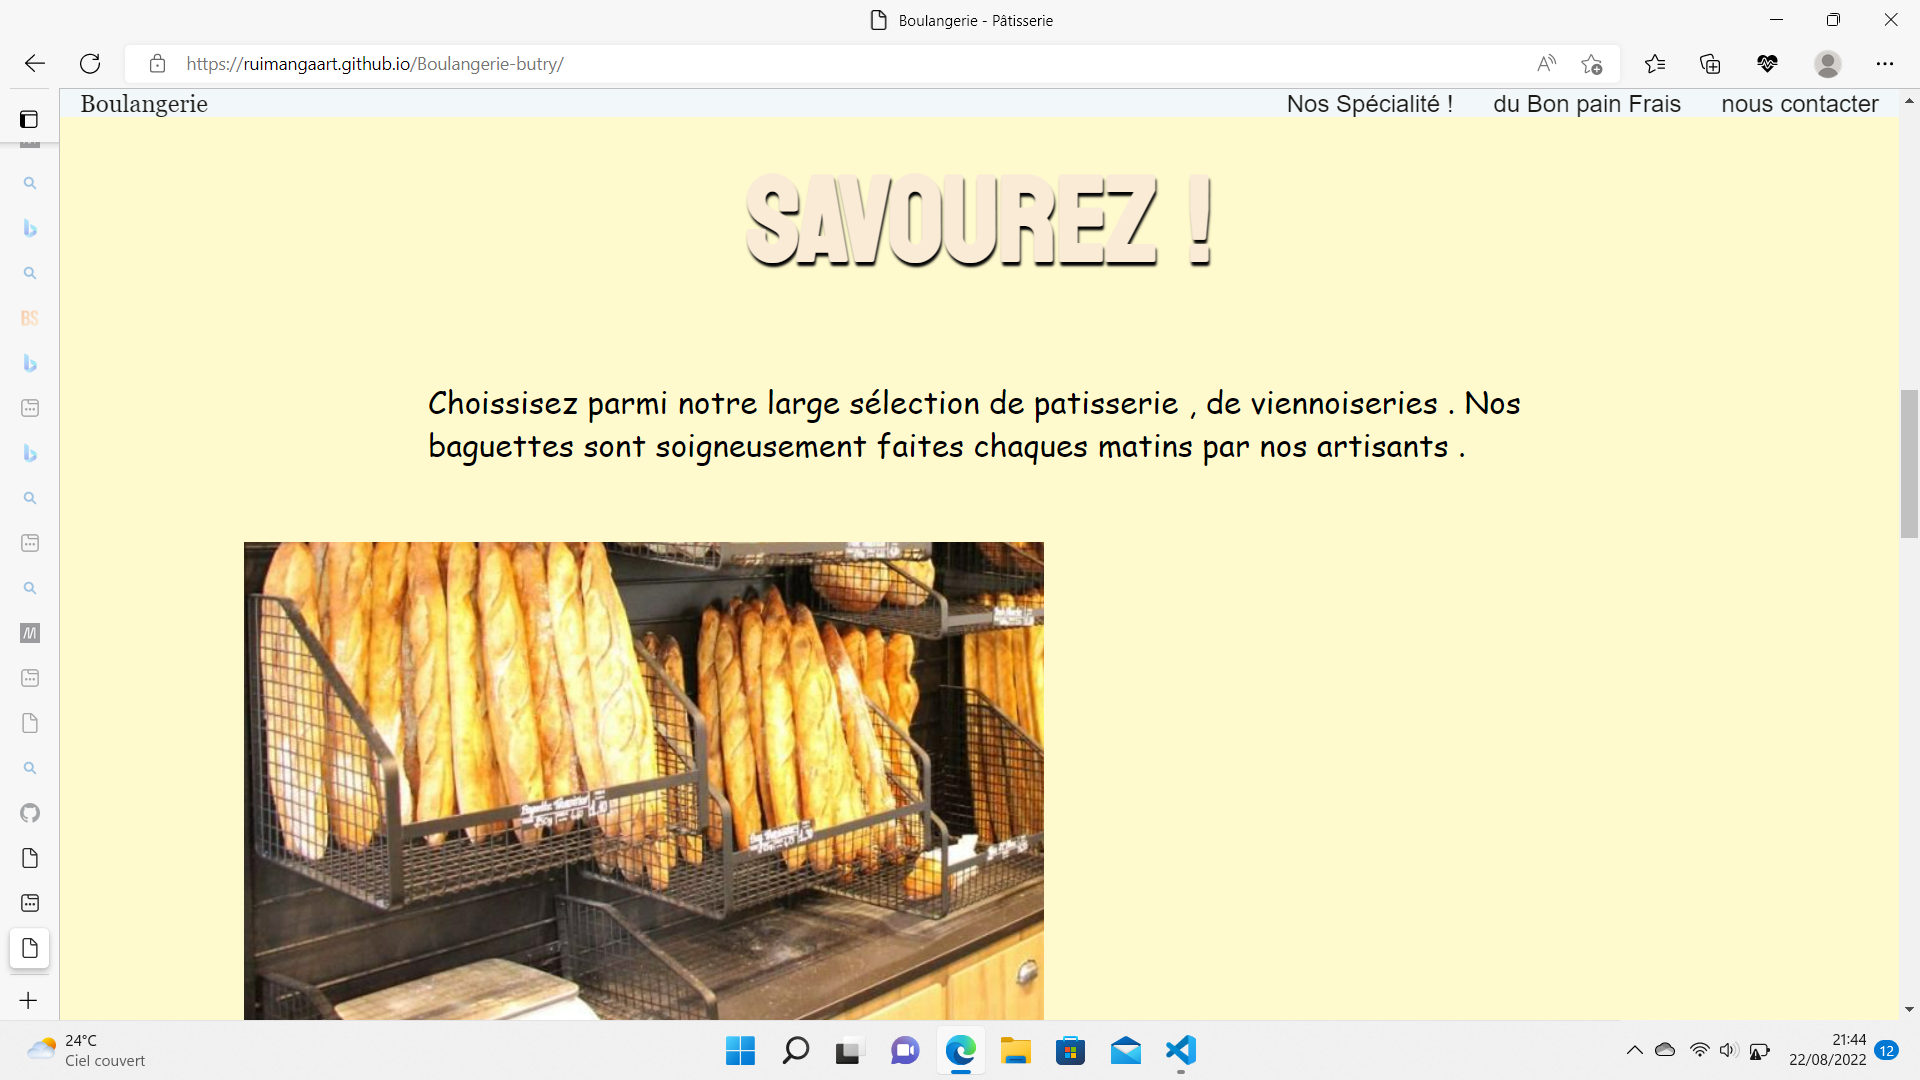 Boulangerie - Pâtisserie
https://ruimangaart.github.io/Boulangerie-butry/
Boulangerie
Nos Spécialité !
du Bon pain Frais
nous contacter
SAVOUREZ !
Choissisez parmi notre large sélection de patisserie , de viennoiseries . Nos
baguettes sont soigneusement faites chaques matins par nos artisants .
BS
24°C
Ciel couvert
21:44
22/08/2022
12